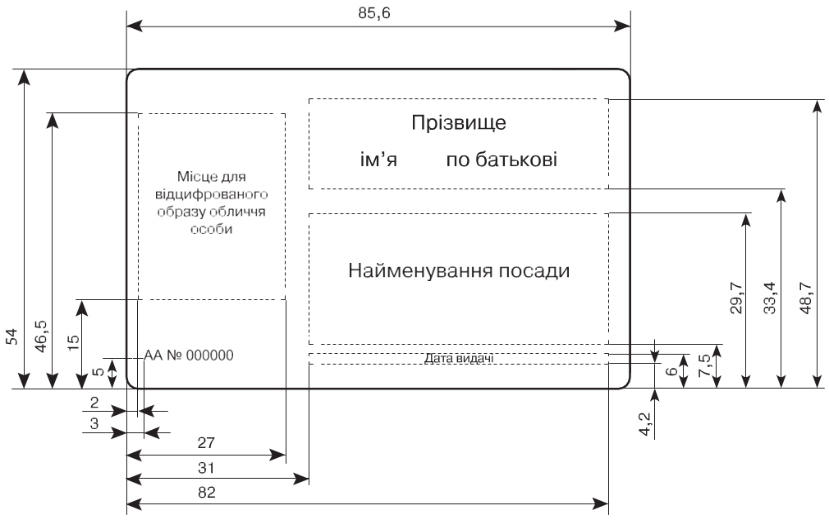 85,6
Прізвище
ім’я по батькові
Місце для
відцифрованого
образу обличчя
особи
Найменування посади
АА № 000000
Дата видачі
54
46,5
15
5
29,7
33,4
48,7
6
7,5
4,2
2
3
27
31
82